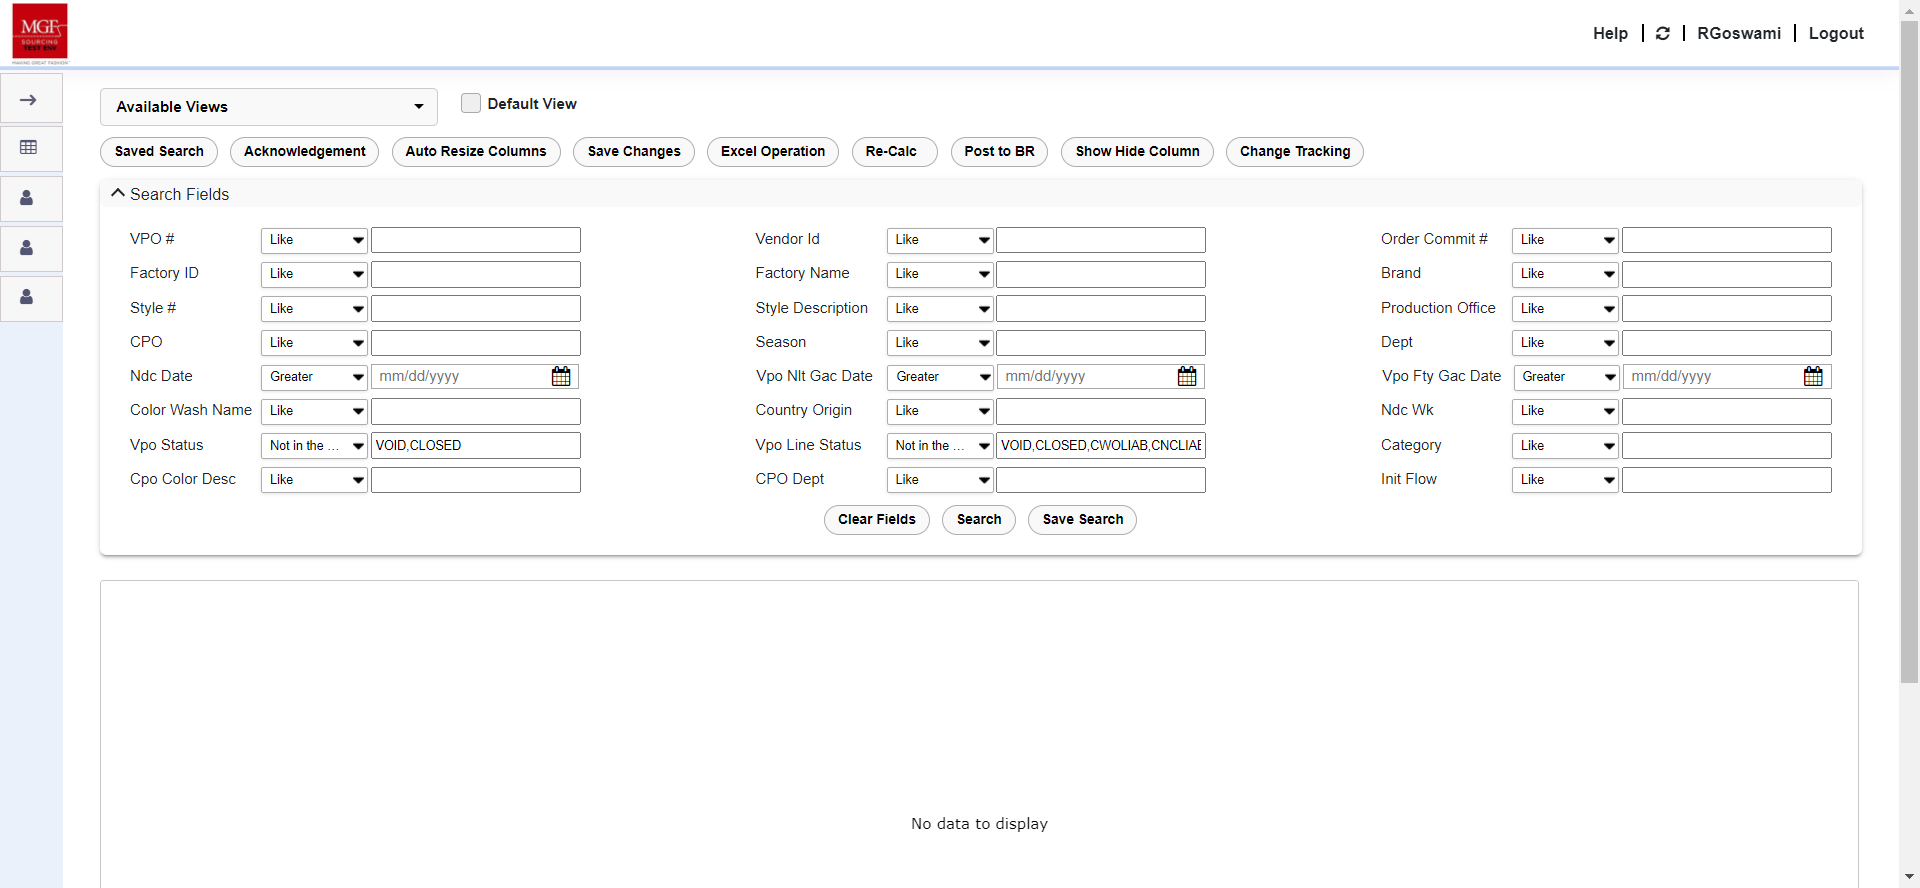 MGF
SOURCING
TEST ENV
MAKING GREAT FASHION
Help
RGoswami
Logout
Available Views
Default View
Saved Search
Acknowledgement
Auto Resize Columns
Save Changes
Excel Operation
Re-Calc
Post to BR
Show Hide Column
Change Tracking
Search Fields
VPO # Like
Vendor Id Like
Order Commit # Like
Factory ID Like
Factory Name Like
Brand Like
Style # Like
Style Description Like
Production Office Like
CPO Like
Season Like
Dept Like
Ndc Date Greater mm/dd/yyyy
Vpo Nlt Gac Date Greater mm/dd/yyyy
Vpo Fty Gac Date Greater mm/dd/yyyy
Color Wash Name Like
Country Origin Like
Ndc Wk Like
Vpo Status Not in the ... VOID,CLOSED
Vpo Line Status Not in the ... VOID,CLOSED,CWOLIAB,CNCLIAE
Category Like
Cpo Color Desc Like
CPO Dept Like
Init Flow Like
Clear Fields
Search
Save Search
No data to display